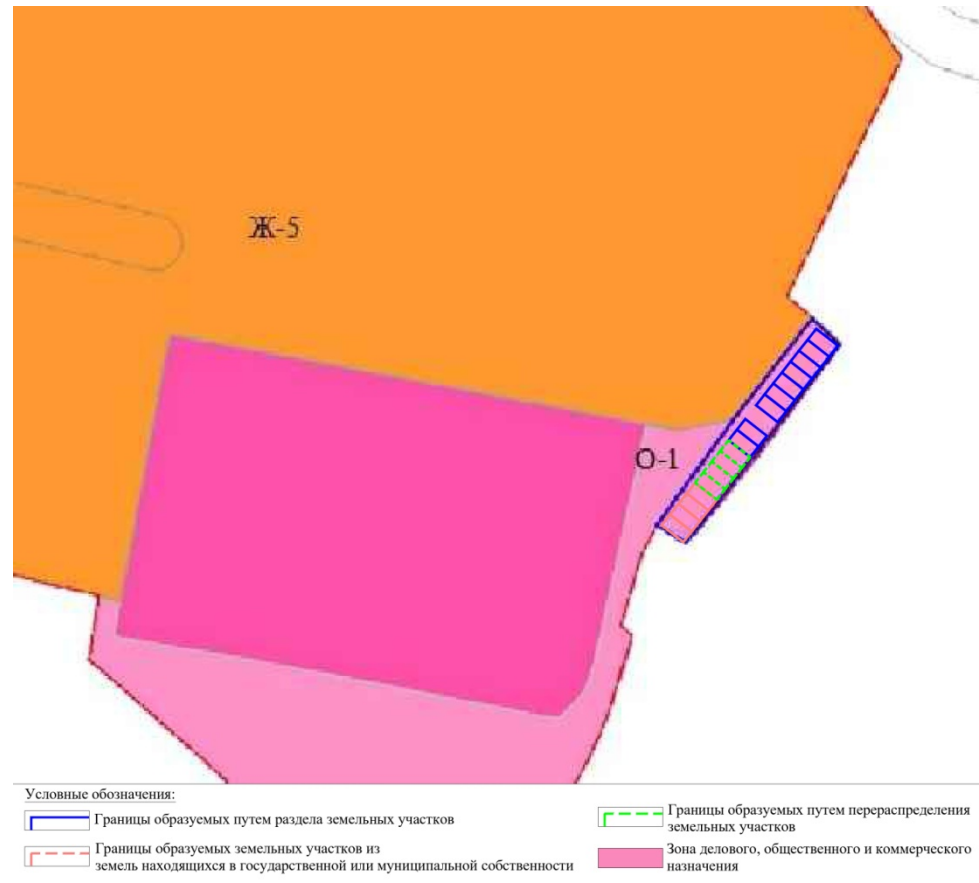 Ж-5
О-1
Условные обозначения:
Границы образуемых путем раздела земельных участков
Границы образуемых земельных участков из
земель находящихся в государственной или муниципальной собственности
Границы образуемых путем перераспределения
земельных участков
Зона делового, общественного и коммерческого
назначения